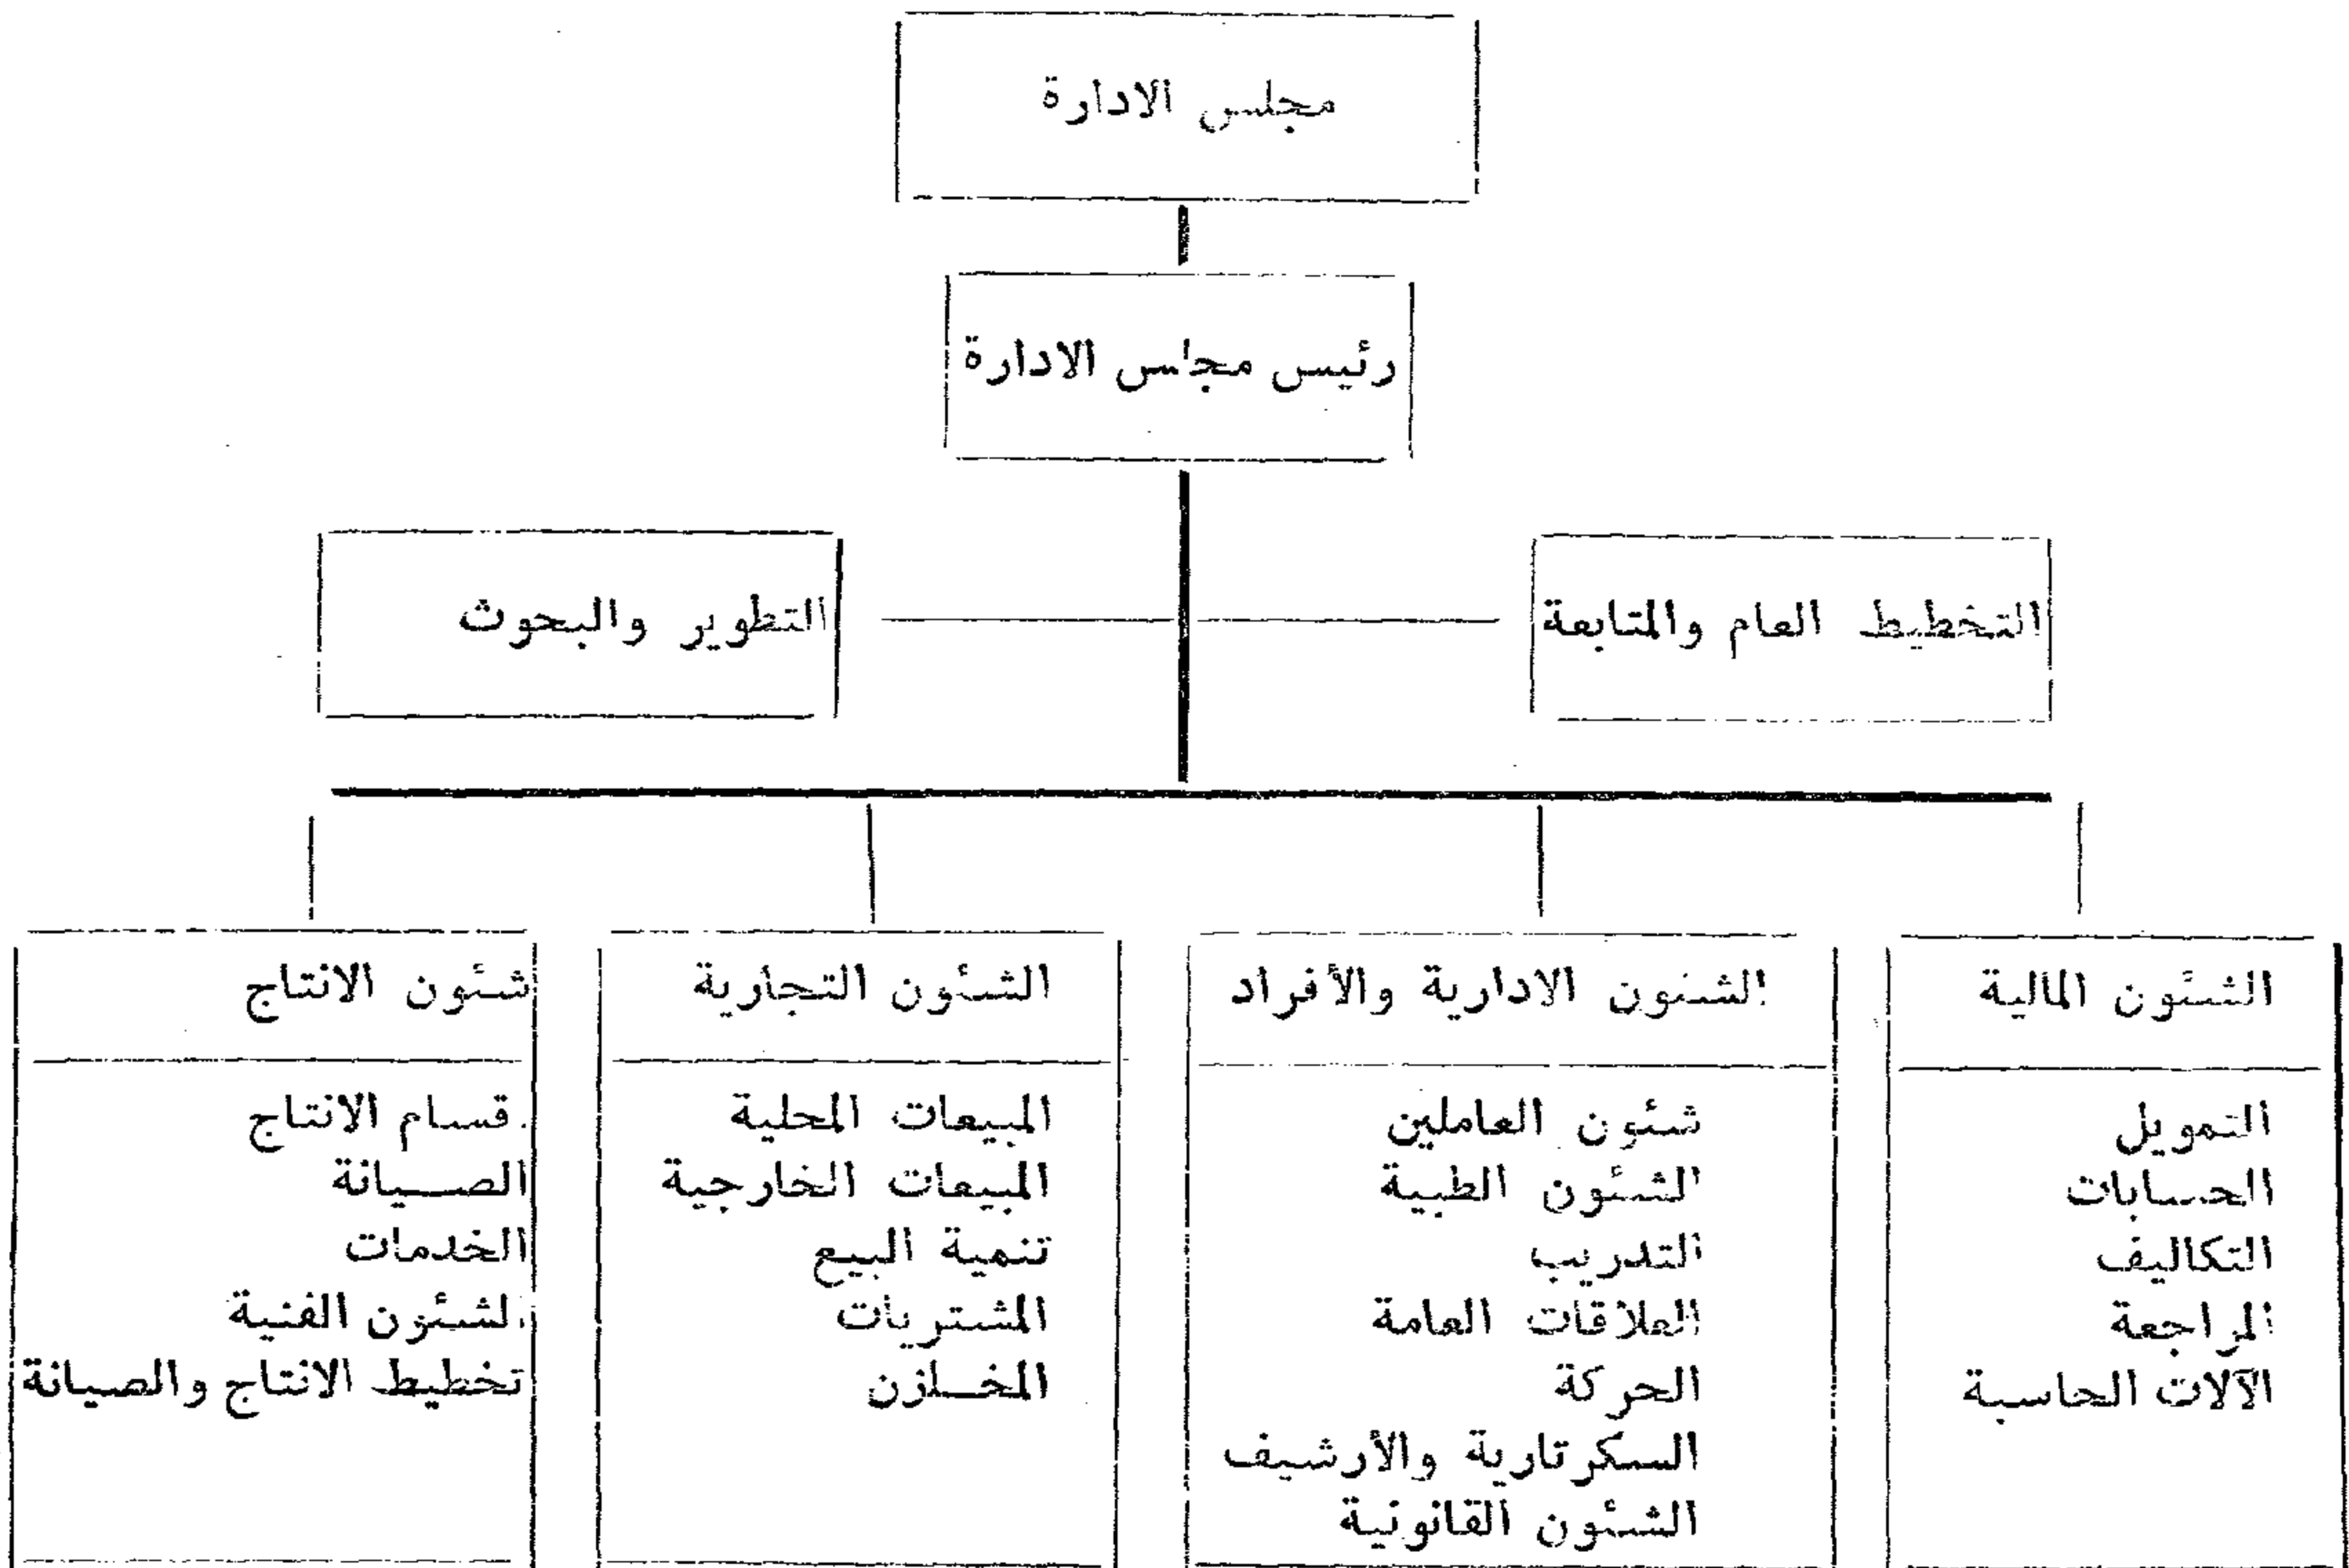 مجلس الادارة
رئيس مجلس الادارة
التخطيط العام والمتابعة
التطوير والبحوث
الشئون المالية
التمويل
الحسابات
التكاليف
المراجعة
الآلات الحاسبة
الشئون الادارية والأفراد
شئون العاملين
الشئون الطبية
التدريب
العلاقات العامة
الحركة
السكرتارية والأرشيف
الشئون القانونية
الشئون التجارية
المبيعات المحلية
المبيعات الخارجية
تنمية البيع
المشتريات
المخازن
شئون الانتاج
أقسام الانتاج
الصيانة
الخدمات
الشئون الفنية
تخطيط الانتاج والصيانة